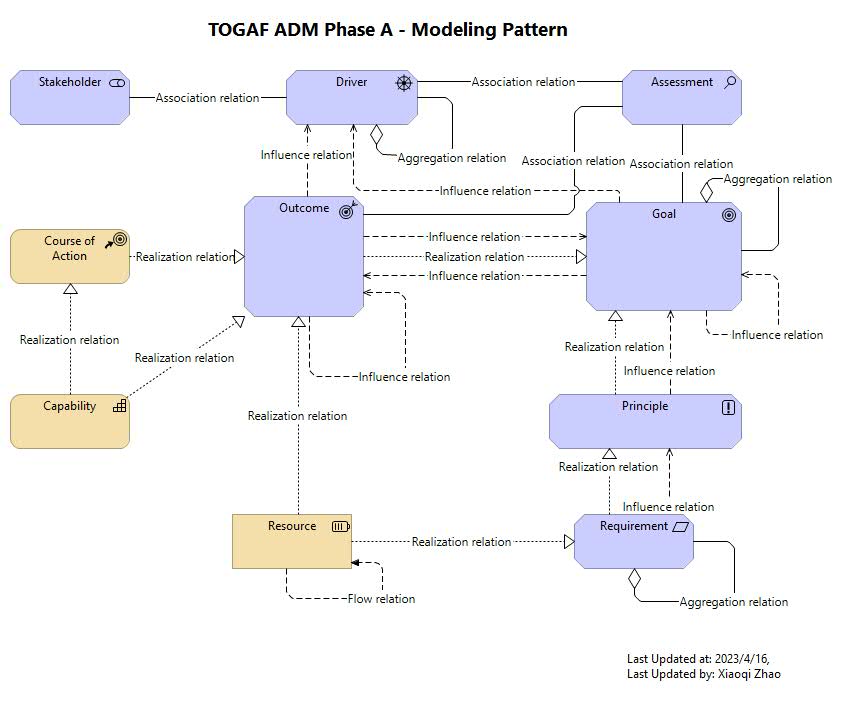 TOGAF ADM Phase A - Modeling Pattern
Stakeholder
Driver
Assessment
Association relation
Association relation
Influence relation
Aggregation relation
Association relation
Association relation
Aggregation relation
Influence relation
Outcome
Goal
Course of
Action
Realization relation
Influence relation
Realization relation
Influence relation
Realization relation
Realization relation
Influence relation
Realization relation
Influence relation
Influence relation
Capability
Principle
Realization relation
Realization relation
Influence relation
Resource
Requirement
Realization relation
Flow relation
Aggregation relation
Last Updated at: 2023/4/16,
Last Updated by: Xiaoqi Zhao